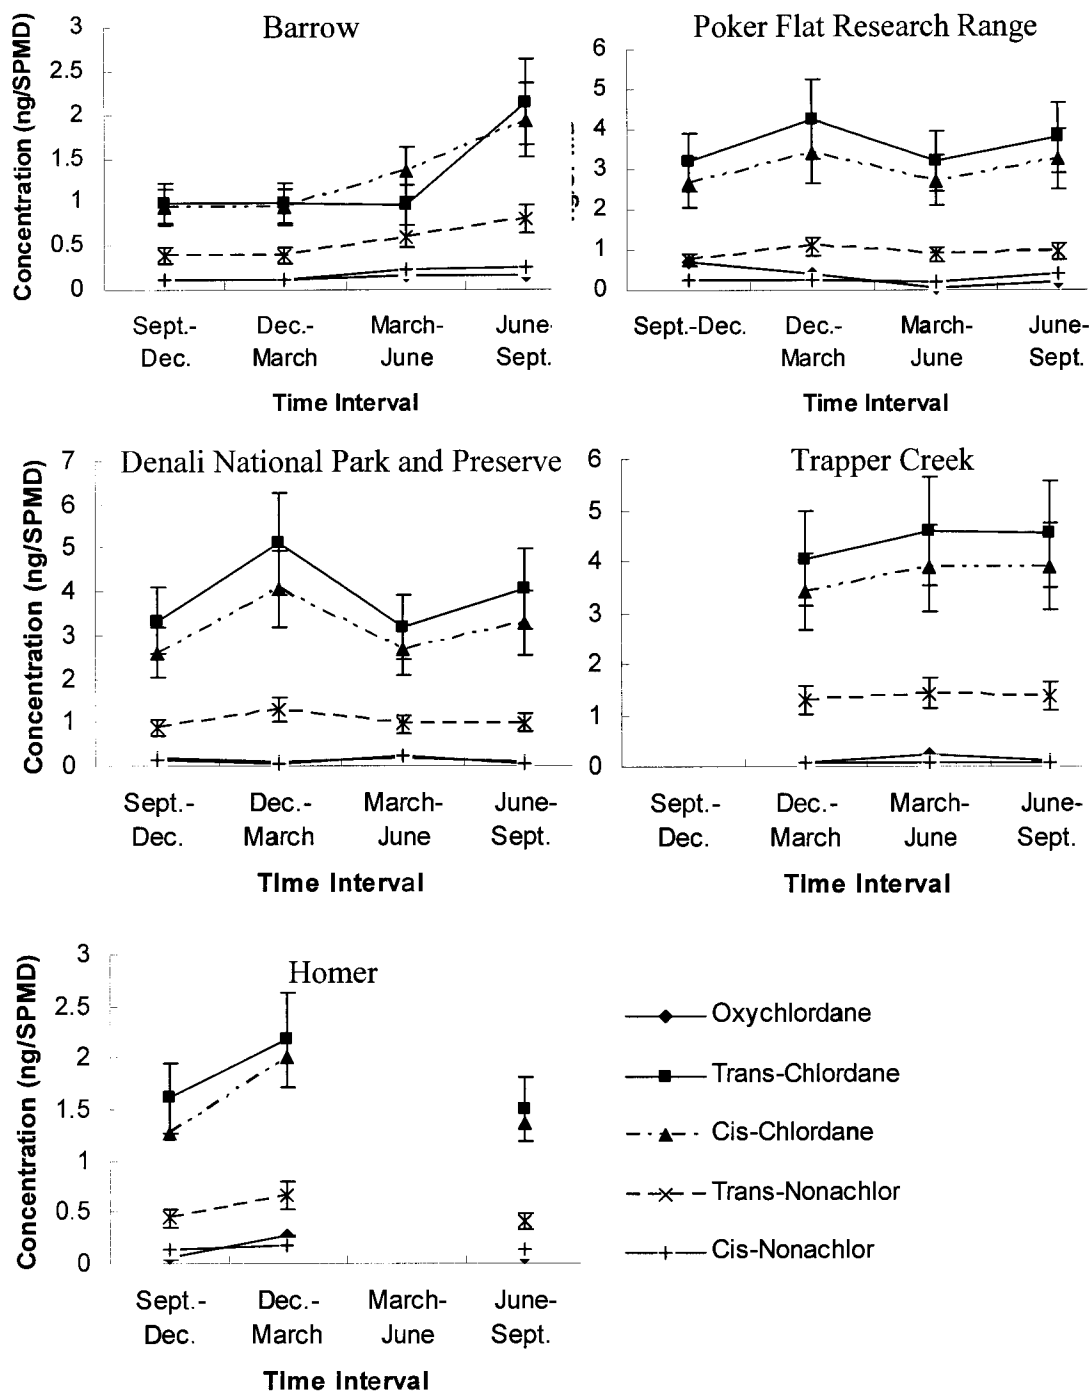 Barrow
Concentration (ng/SPMD)
3
2.5
2
1.5
1
0.5
0
Sept.- Dec.- March- June-
Dec. March June Sept.
Time Interval
Poker Flat Research Range
6
5
4
3
2
1
0
Sept.-Dec. Dec.- March- June-
March June Sept.
Time Interval
Denali National Park and Preserve
Concentration (ng/SPMD)
7
6
5
4
3
2
1
0
Sept.- Dec.- March- June-
Dec. March June Sept.
TIme Interval
Trapper Creek
6
5
4
3
2
1
0
Sept.- Dec.- March- June-
Dec. March June Sept.
TIme Interval
Homer
Concentration (ng/SPMD)
3
2.5
2
1.5
1
0.5
0
Sept.- Dec.- March- June-
Dec. March June Sept.
TIme Interval
Oxychlordane
Trans-Chlordane
Cis-Chlordane
Trans-Nonachlor
Cis-Nonachlor